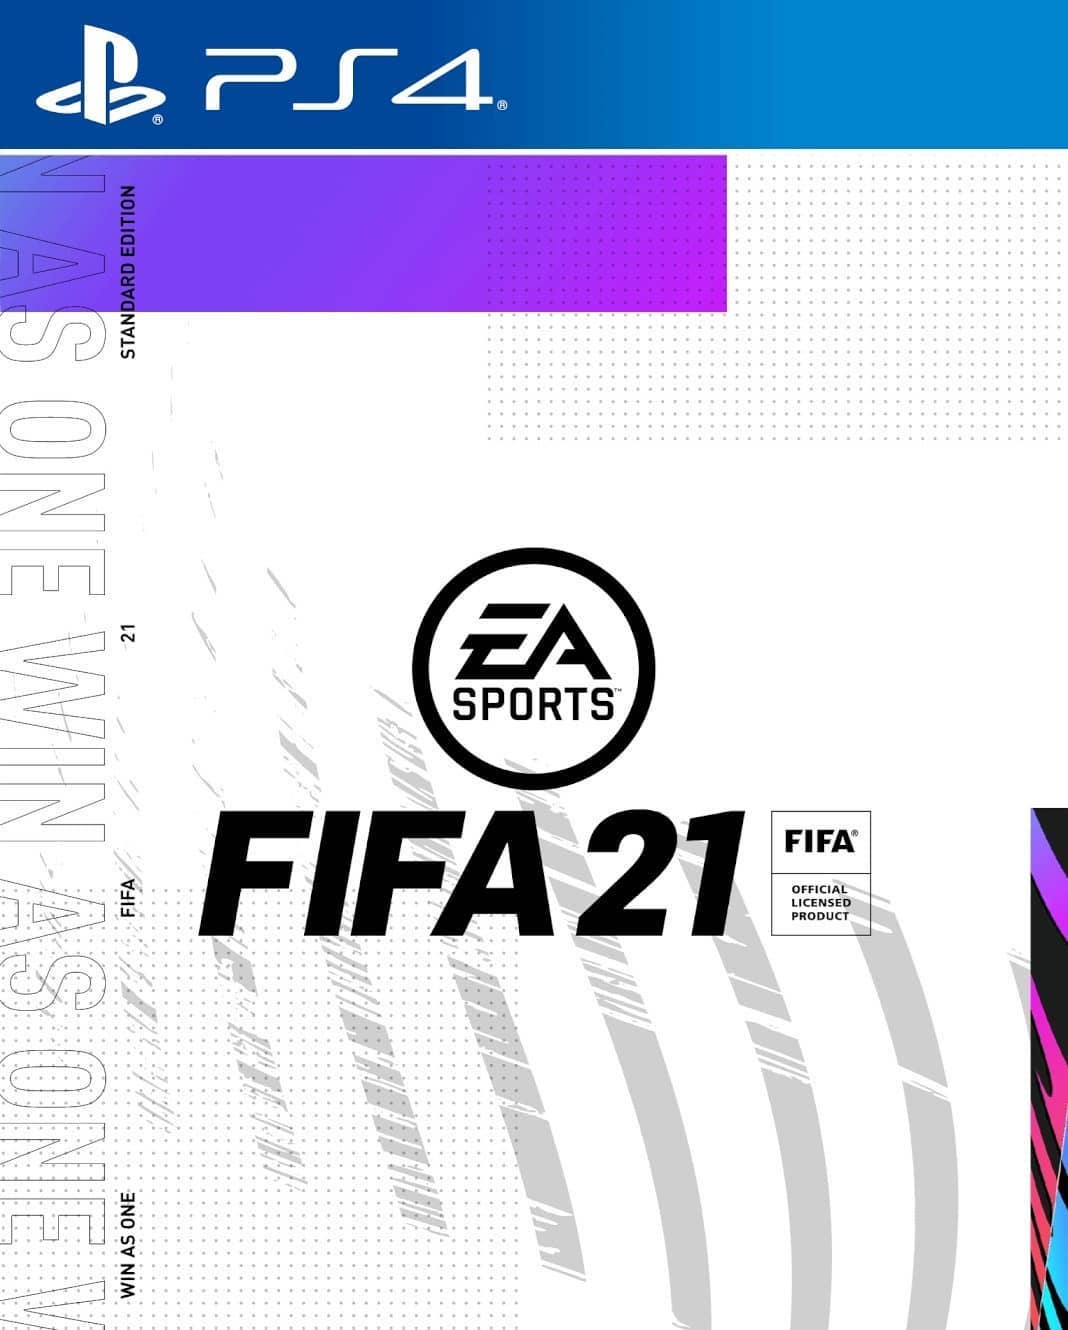 PS4®
STANDARD EDITION
21
FIFA
WIN AS ONE
N AS ONE WIN AS ONE W
EA
SPORTS™
FIFA 21
FIFA®
OFFICIAL
LICENSED
PRODUCT